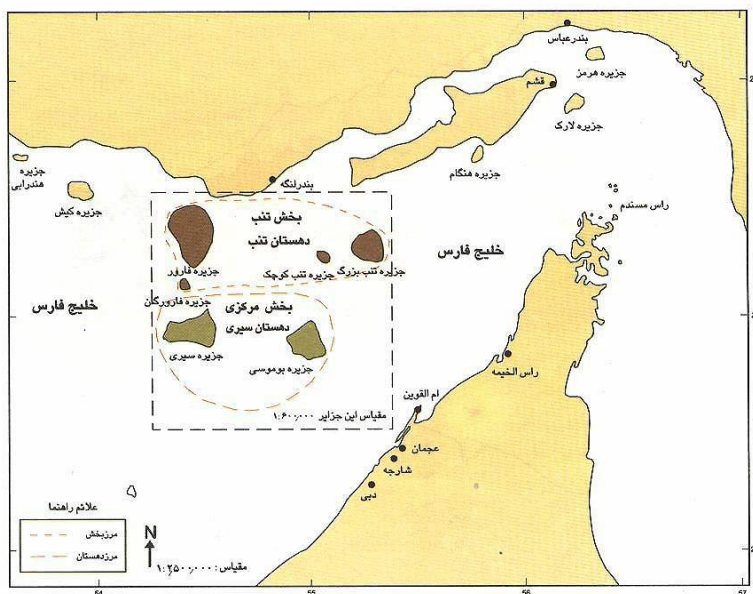 بندرعباس
جزیره هرمز
قشم
جزیره لارک
جزیره هنگام
بندرلنگه
جزیره
هندرابی
جزیره کیش
راس مسندم
بخش تنب
دهستان تنب
جزیره فارور
جزیره تنب کوچک
جزیره تنب بزرگ
خلیج فارس
خلیج فارس
جزیره فارورگان
بخش مرکزی
دهستان سیری
جزیره سیری
جزیره بوموسی
مقیاس این جزایر ۱:۶۰۰٫۰۰۰
راس الخیمه
ام القوین
عجمان
شارجه
دبی
علائم راهنما
مرزبخش
مرزدهستان
N
مقیاس: ۱:۲۵۰۰٫۰۰۰
54
55
56
57